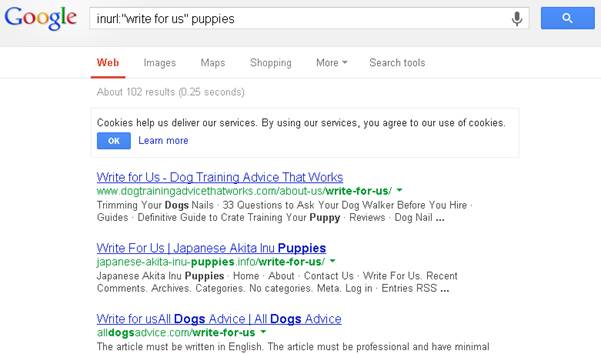 Google inurl:"write for us" puppies
Web Images Maps Shopping More Search tools
About 102 results (0.25 seconds)
Cookies help us deliver our services. By using our services, you agree to our use of cookies.
OK Learn more
Write for Us - Dog Training Advice That Works
www.dogtrainingadvicethatworks.com/about-us/write-for-us/
Trimming Your Dogs Nails · 33 Questions to Ask Your Dog Walker Before You Hire ·
Guides · Definitive Guide to Crate Training Your Puppy · Reviews · Dog Nail ...
Write For Us | Japanese Akita Inu Puppies
japanese-akita-inu-puppies.info/write-for-us/
Japanese Akita Inu Puppies · Home · About · Contact Us · Write For Us. Recent
Comments. Archives. Categories. No categories. Meta. Log in · Entries RSS ...
Write for usAll Dogs Advice | All Dogs Advice
alldogsadvice.com/write-for-us
The article must be written in English. The article must be professional and have minimal